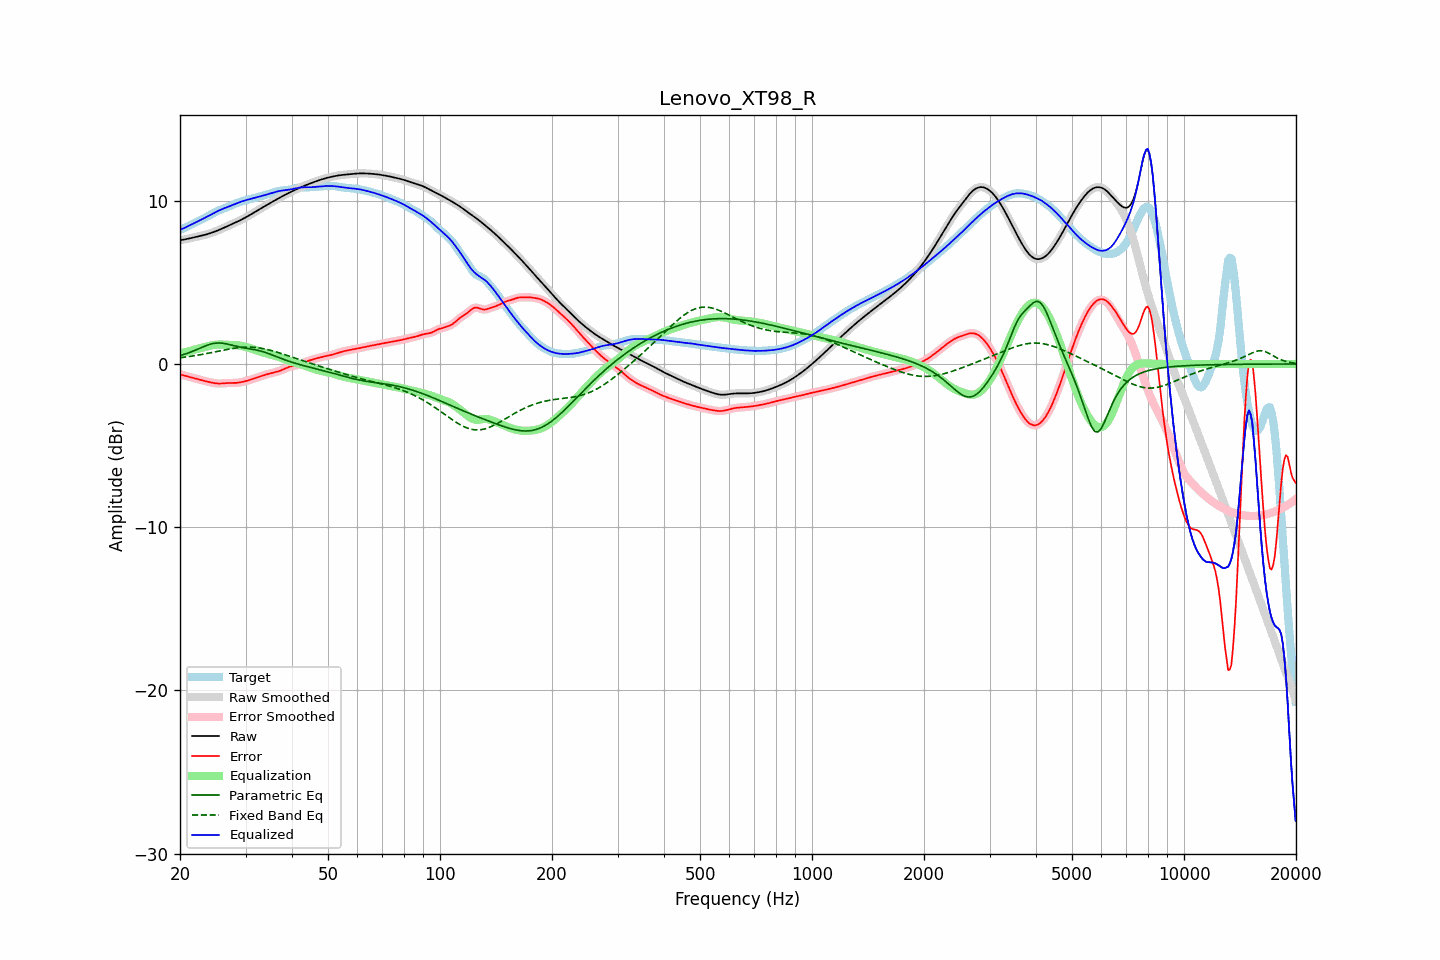 Lenovo_XT98_R
Amplitude (dBr)
10
0
−10
−20
−30
Target
Raw Smoothed
Error Smoothed
Raw
Error
Equalization
Parametric Eq
Fixed Band Eq
Equalized
20 50 100 200 500 1000 2000 5000 10000 20000
Frequency (Hz)